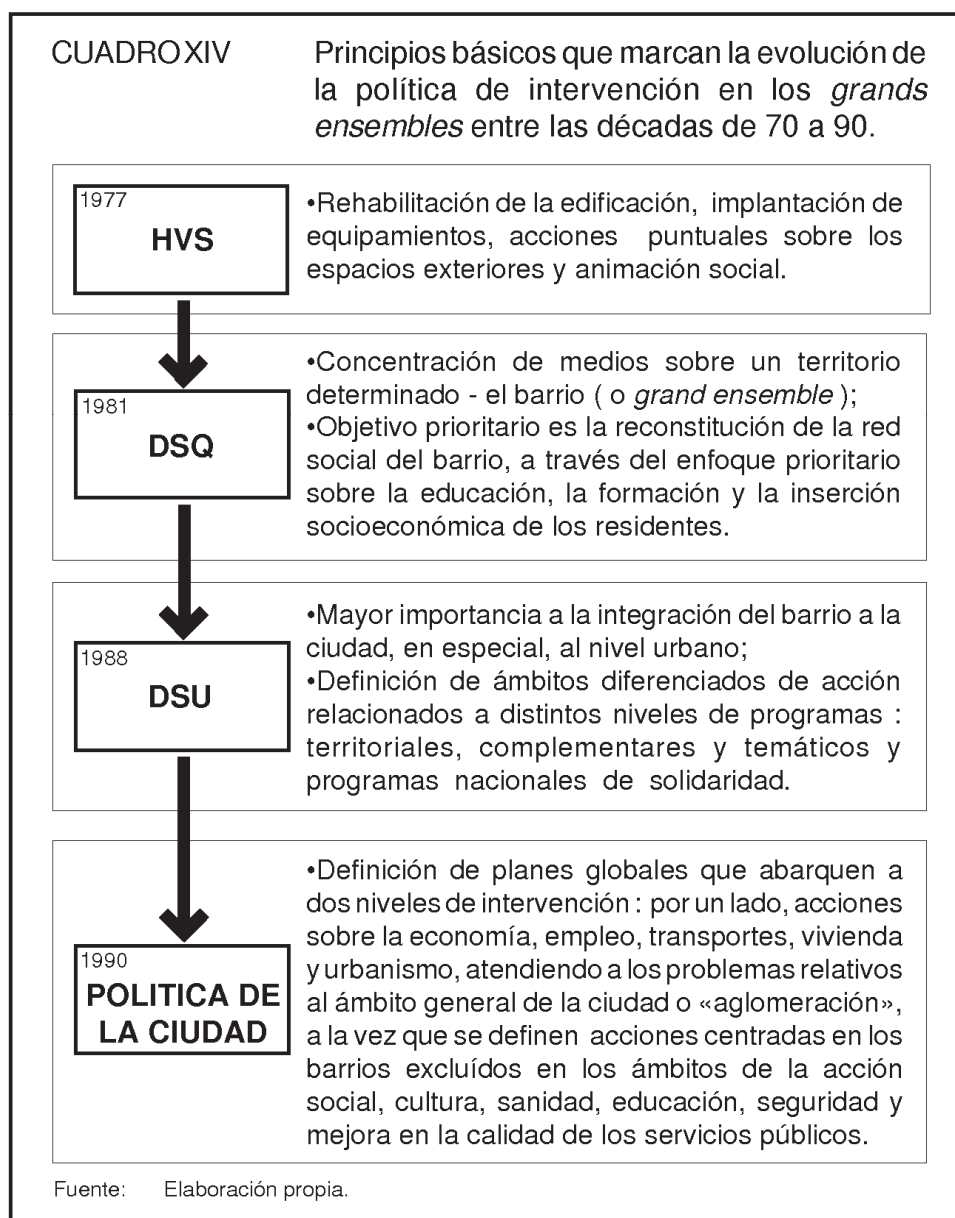 CUADRO XIV
Principios básicos que marcan la evolución de
la política de intervención en los grands
ensembles entre las décadas de 70 a 90.
1977
HVS
•Rehabilitación de la edificación, implantación de
equipamientos, acciones puntuales sobre los
espacios exteriores y animación social.
1981
DSQ
•Concentración de medios sobre un territorio
determinado - el barrio ( o grand ensemble );
•Objetivo prioritario es la reconstitución de la red
social del barrio, a través del enfoque prioritario
sobre la educación, la formación y la inserción
socioeconómica de los residentes.
1988
DSU
•Mayor importancia a la integración del barrio a la
ciudad, en especial, al nivel urbano;
•Definición de ámbitos diferenciados de acción
relacionados a distintos niveles de programas :
territoriales, complementares y temáticos y
programas nacionales de solidaridad.
1990
POLITICA DE
LA CIUDAD
•Definición de planes globales que abarquen a
dos niveles de intervención : por un lado, acciones
sobre la economía, empleo, transportes, vivienda
y urbanismo, atendiendo a los problemas relativos
al ámbito general de la ciudad o «aglomeración»,
a la vez que se definen acciones centradas en los
barrios excluídos en los ámbitos de la acción
social, cultura, sanidad, educación, seguridad y
mejora en la calidad de los servicios públicos.
Fuente: Elaboración propia.